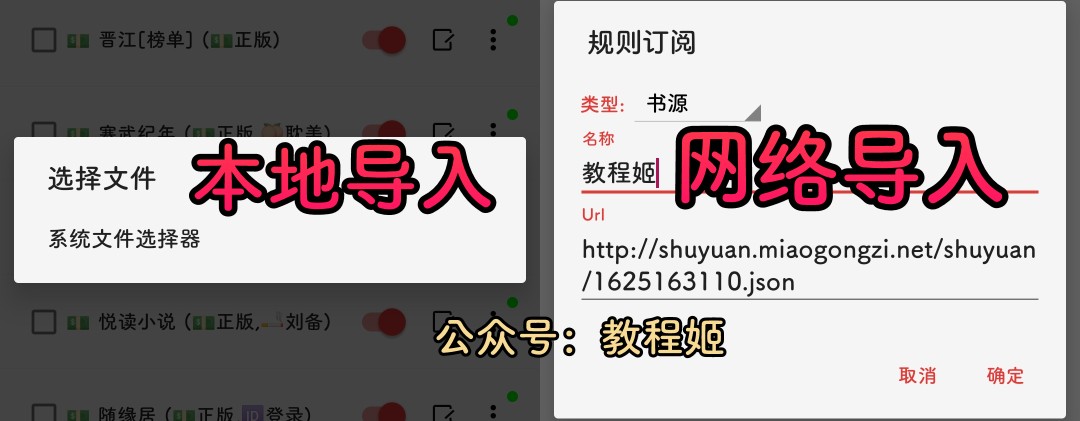 晋江[榜单] (💵正版)
寒武纪年 (💵正版,🍑耽美)
选择文件
本地导入
系统文件选择器
悦读小说 (💵正版,🚬刘备)
随缘居 (💵正版,🆔登录)
规则订阅
类型: 书源
名称
教程姬
网络导入
Url
http://shuyuan.miaogongzi.net/shuyuan
/1625163110.json
取消 确定
公众号：教程姬